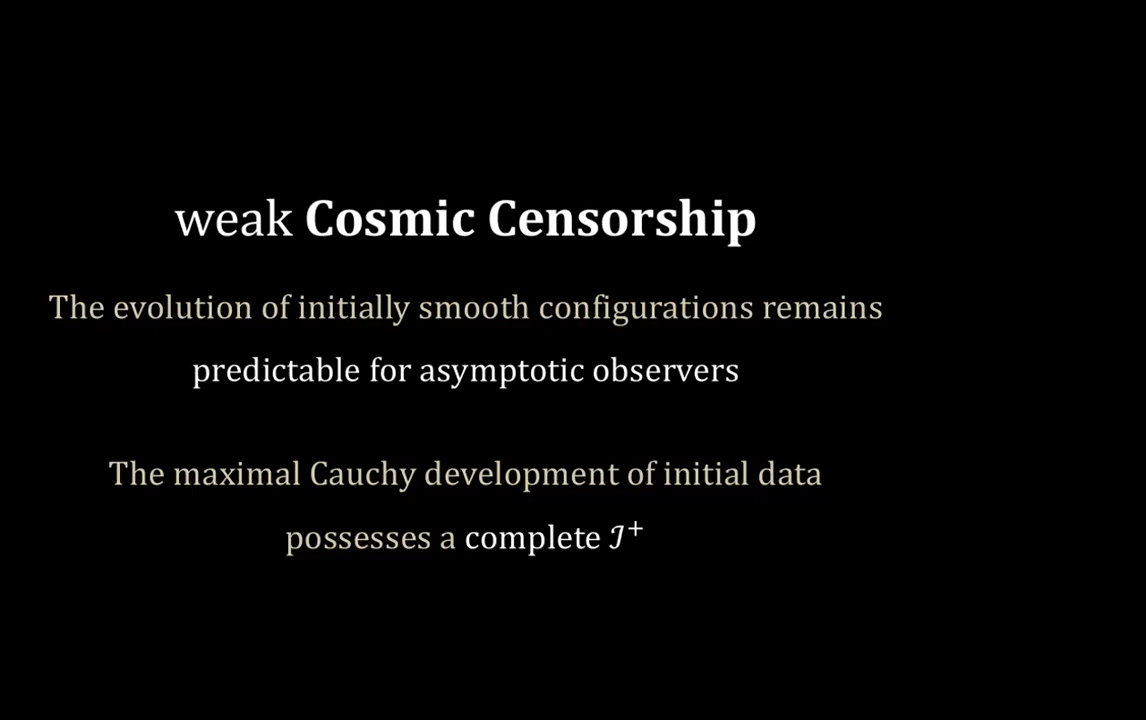 weak Cosmic Censorship
The evolution of initially smooth configurations remains
predictable for asymptotic observers
The maximal Cauchy development of initial data
possesses a complete ℐ⁺